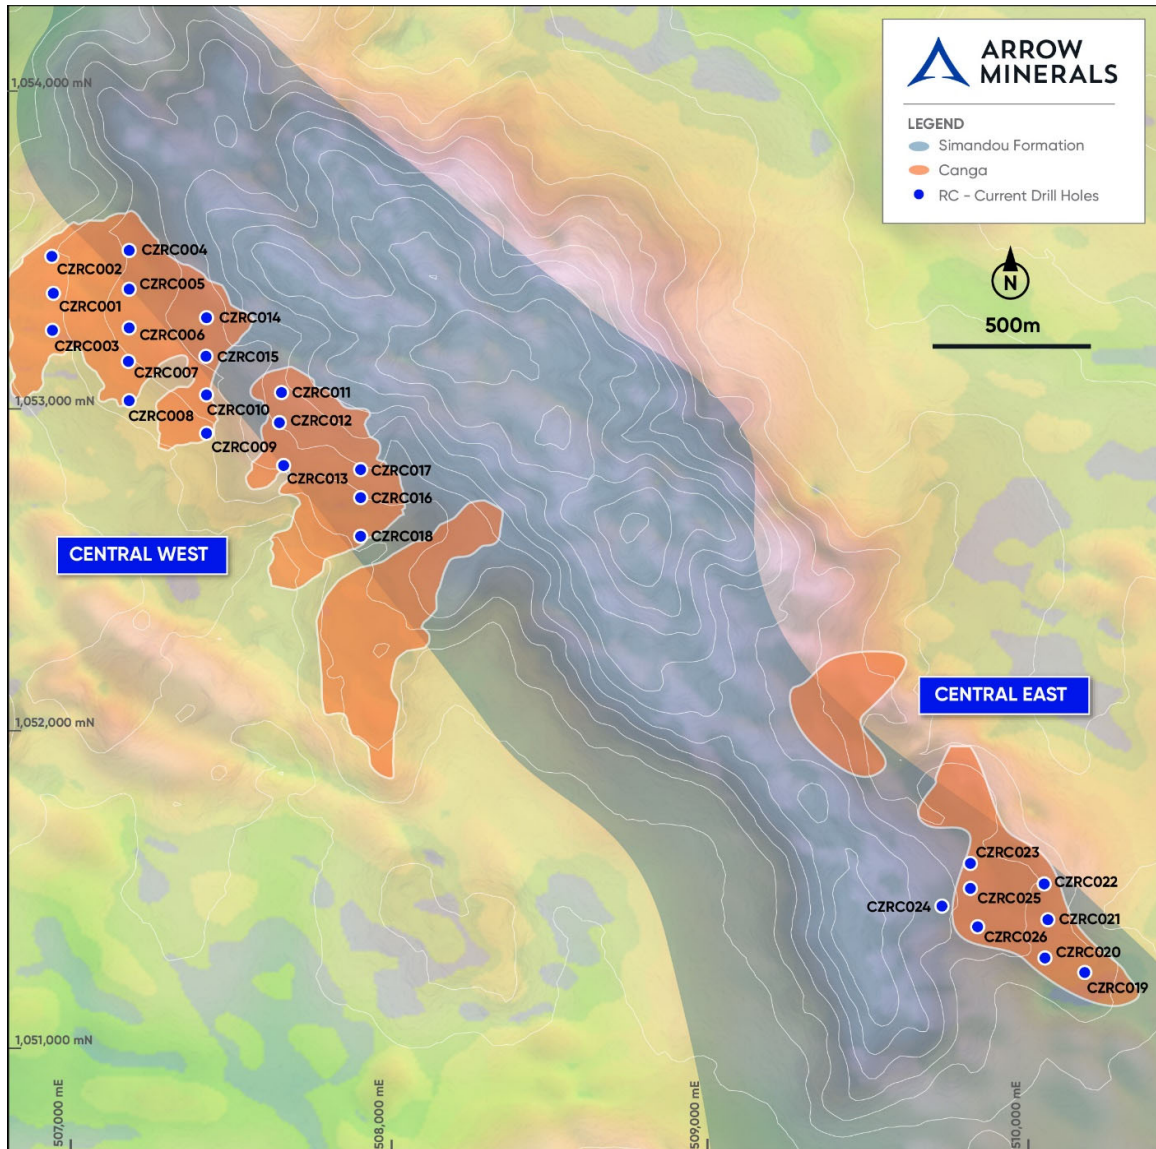 ARROW
MINERALS
LEGEND
Simandou Formation
Canga
RC - Current Drill Holes
N
500m
1,054,000 mN
CZRC004
CZRC002
CZRC005
CZRC001
CZRC014
CZRC006
CZRC003
CZRC015
CZRC007
CZRC011
1,053,000 mN
CZRC010
CZRC008
CZRC012
CZRC009
CZRC017
CZRC013
CZRC016
CZRC018
CENTRAL WEST
CENTRAL EAST
1,052,000 mN
CZRC023
CZRC022
CZRC025
CZRC024
CZRC021
CZRC026
CZRC020
CZRC019
1,051,000 mN
507,000 mE
508,000 mE
509,000 mE
510,000 mE